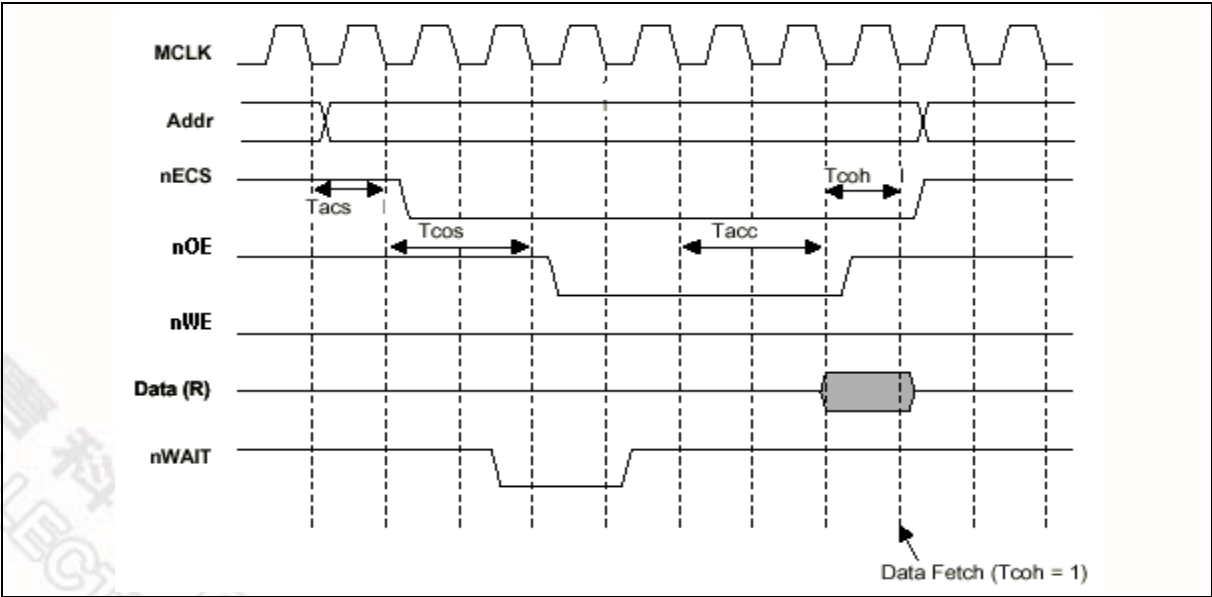 MCLK
Addr
nECS
Tacs
Tcoh
Tcos
Tacc
nOE
nWE
Data (R)
nWAIT
Data Fetch (Tcoh = 1)